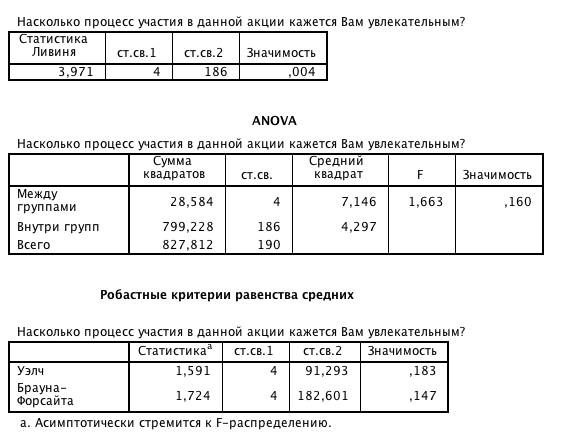 Насколько процесс участия в данной акции кажется Вам увлекательным?
Статистика Ливиня ст.св.1 ст.св.2 Значимость
3,971 4 186 ,004
ANOVA
Насколько процесс участия в данной акции кажется Вам увлекательным?
Сумма квадратов ст.св. Средний квадрат F Значимость
Между группами 28,584 4 7,146 1,663 ,160
Внутри групп 799,228 186 4,297
Всего 827,812 190
Робастные критерии равенства средних
Насколько процесс участия в данной акции кажется Вам увлекательным?
Статистикаª ст.св.1 ст.св.2 Значимость
Уэлч 1,591 4 91,293 ,183
Брауна-Форсайта 1,724 4 182,601 ,147
a. Асимптотически стремится к F-распределению.